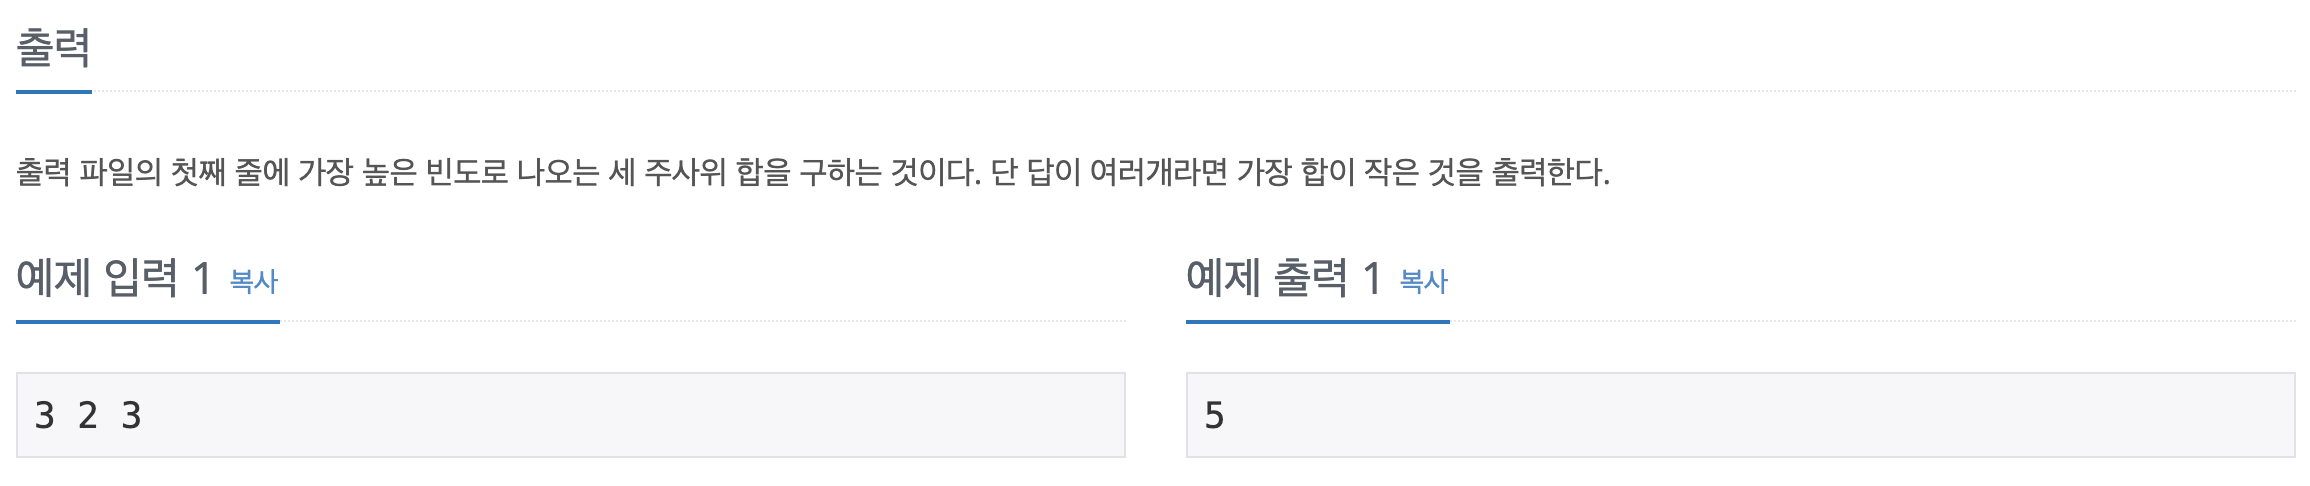 출력
출력 파일의 첫째 줄에 가장 높은 빈도로 나오는 세 주사위 합을 구하는 것이다. 단 답이 여러개라면 가장 합이 작은 것을 출력한다.
예제 입력 1 복사
3 2 3
예제 출력 1 복사
5